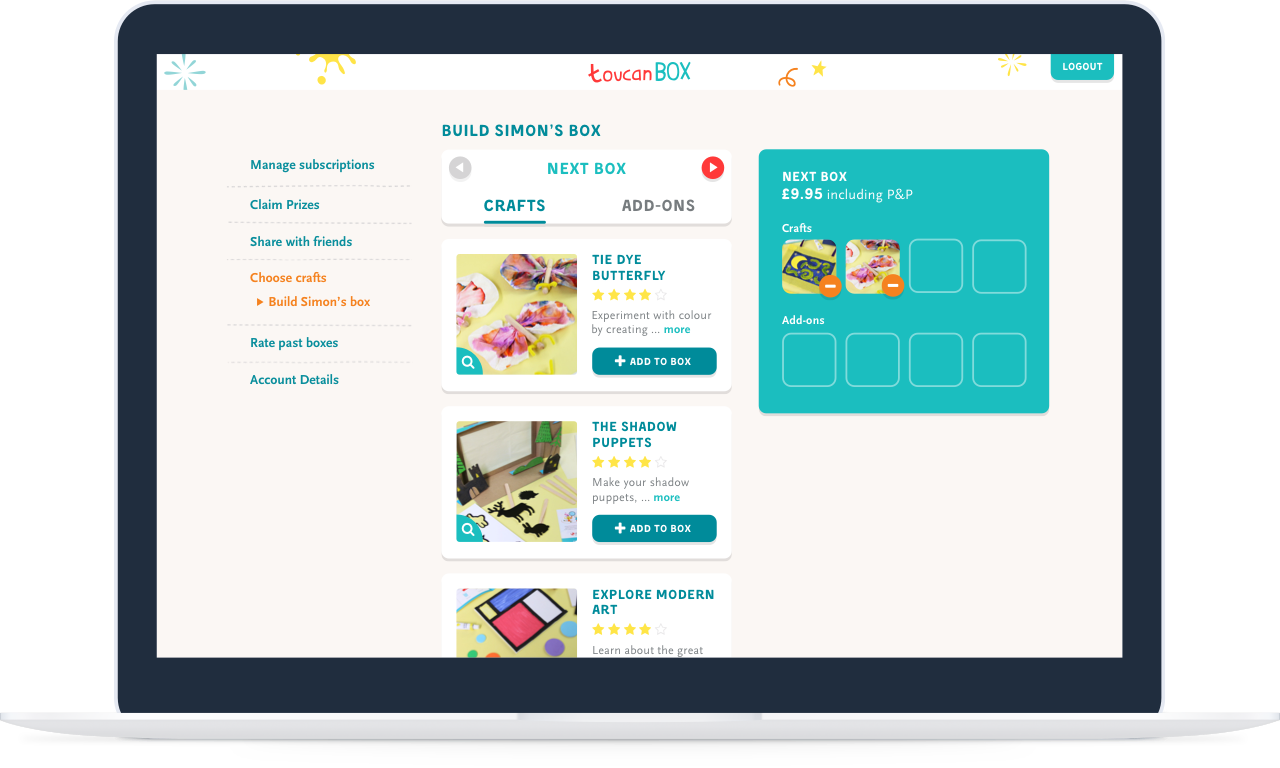 toucanBOX
LOGOUT
BUILD SIMON'S BOX
Manage subscriptions
Claim Prizes
Share with friends
Choose crafts
Build Simon's box
Rate past boxes
Account Details
NEXT BOX
CRAFTS
ADD-ONS
TIE DYE
BUTTERFLY
Experiment with colour
by creating ... more
ADD TO BOX
THE SHADOW
PUPPETS
Make your shadow
puppets, ... more
ADD TO BOX
EXPLORE MODERN
ART
Learn about the great
NEXT BOX
£9.95 including P&P
Crafts
Add-ons